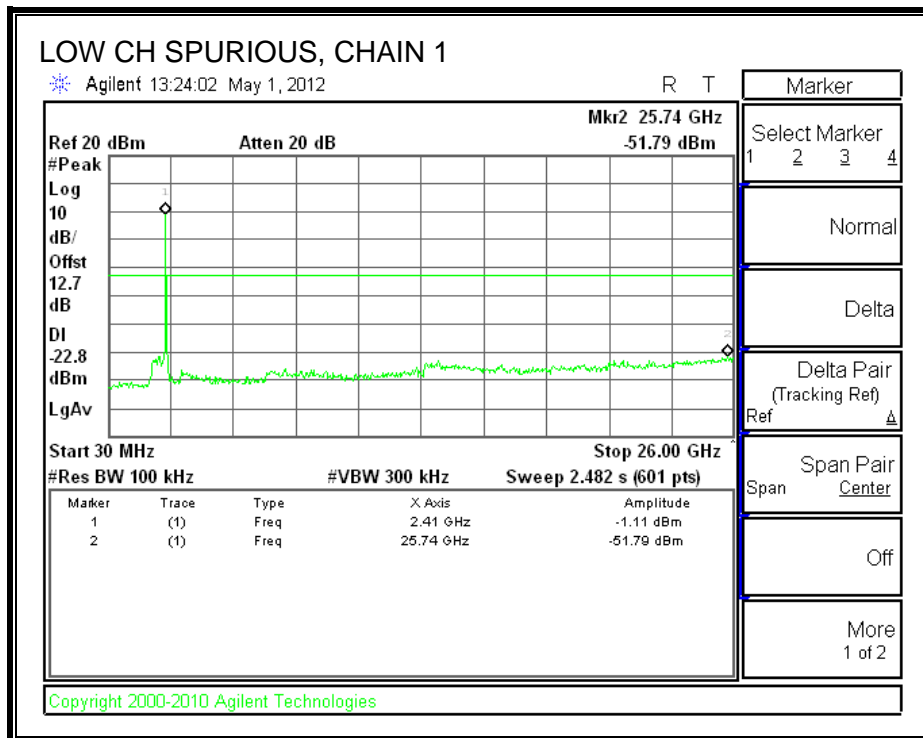 LOW CH SPURIOUS, CHAIN 1
Agilent 13:24:02 May 1, 2012 R T
Mkr2 25.74 GHz
Ref 20 dBm Atten 20 dB -51.79 dBm
#Peak
Log
10
dB/
Offst
12.7
dB
DI
-22.8
dBm
LgAv
1
2
Start 30 MHz Stop 26.00 GHz
#Res BW 100 kHz #VBW 300 kHz Sweep 2.482 s (601 pts)
Marker Trace Type X Axis Amplitude
1 (1) Freq 2.41 GHz -1.11 dBm
2 (1) Freq 25.74 GHz -51.79 dBm
Copyright 2000-2010 Agilent Technologies
Marker
Select Marker
1 2 3 4
Normal
Delta
Delta Pair
(Tracking Ref)
Ref Δ
Span Pair
Span Center
Off
More
1 of 2